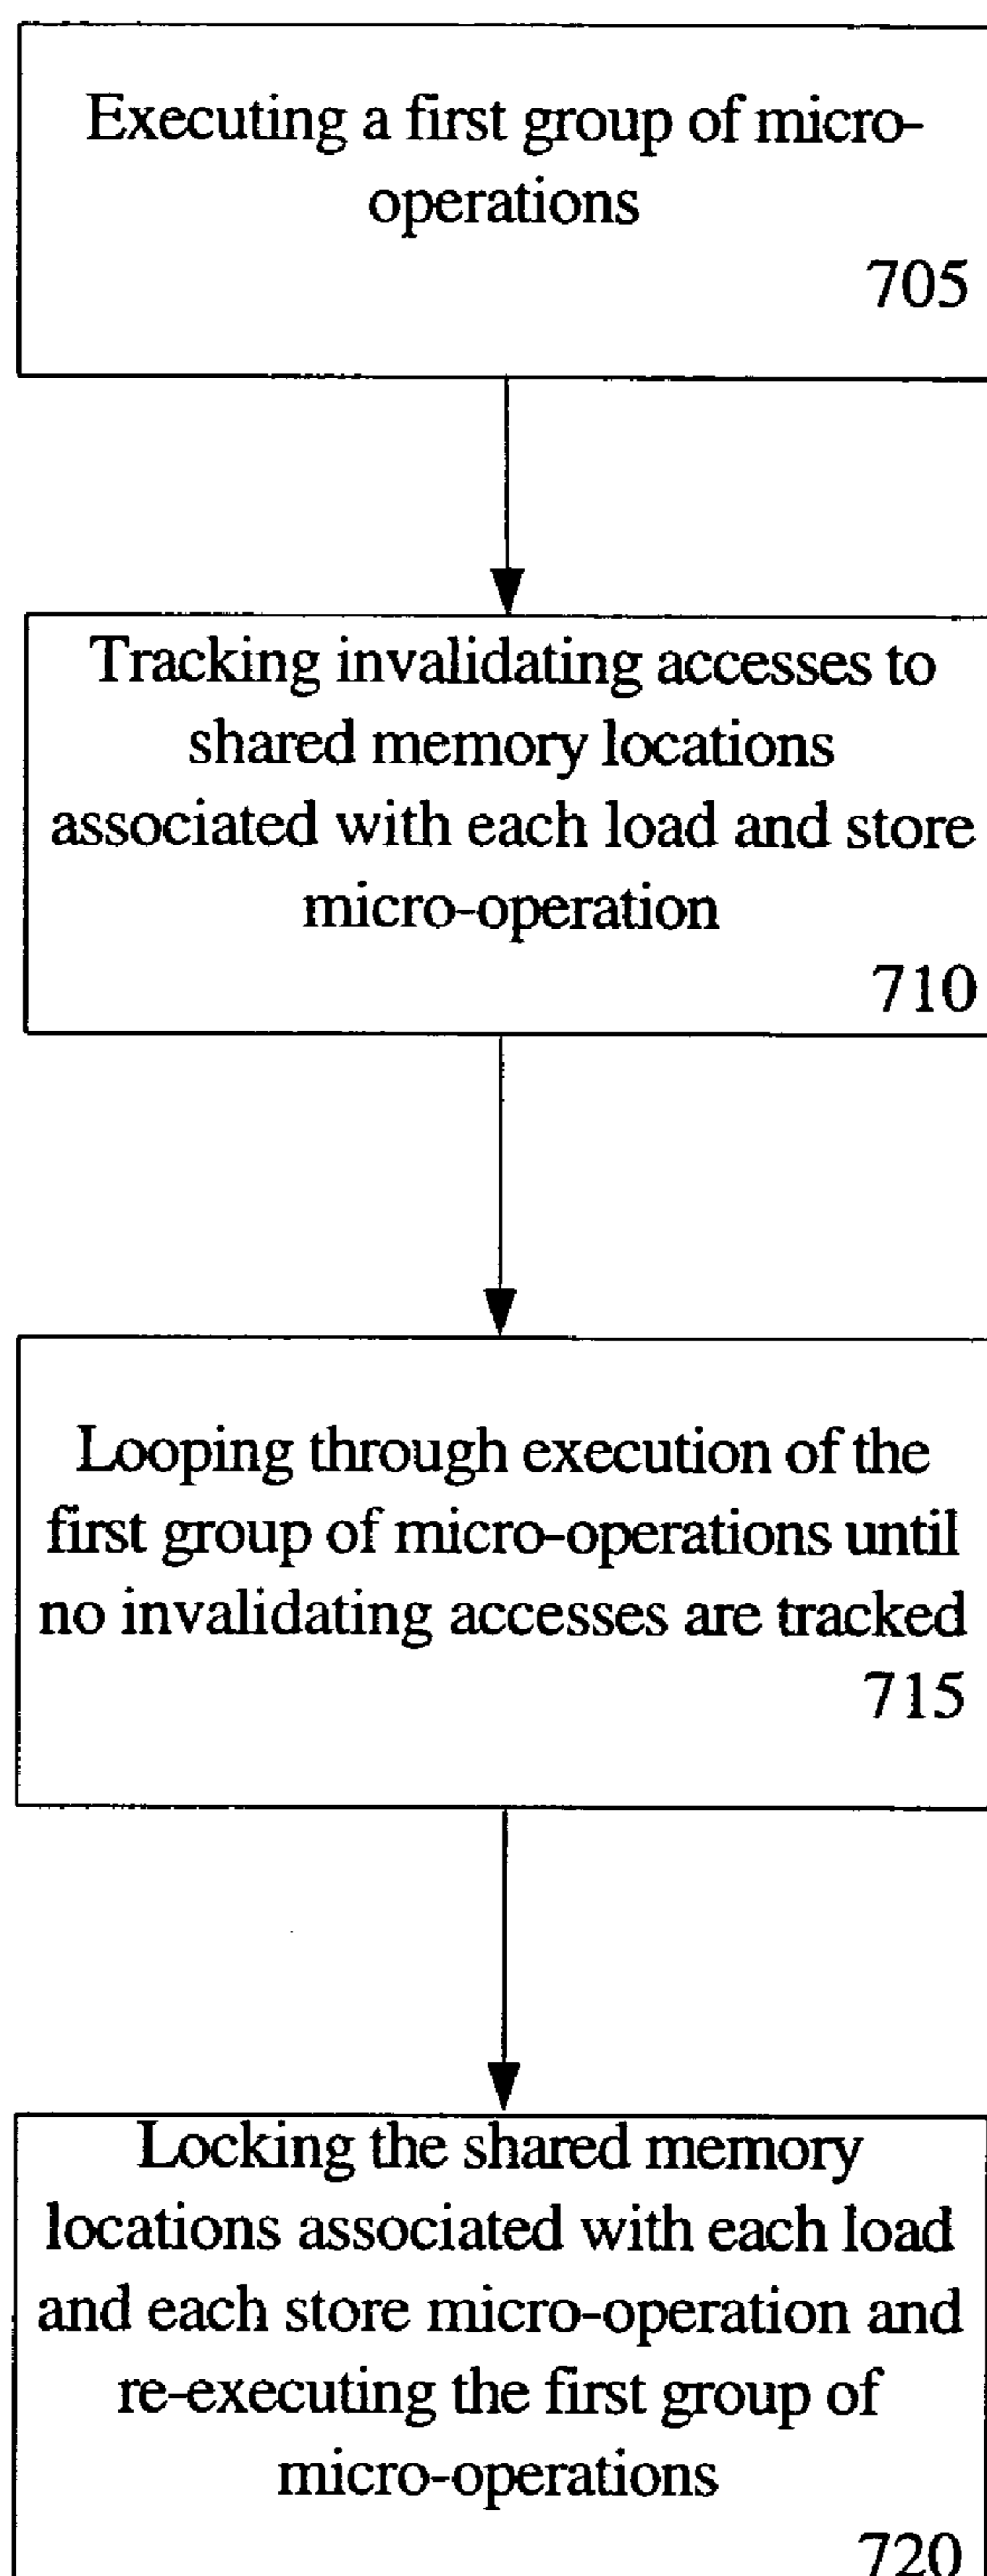 Executing a first group of micro-
operations
705
Tracking invalidating accesses to
shared memory locations
associated with each load and store
micro-operation
710
Looping through execution of the
first group of micro-operations until
no invalidating accesses are tracked
715
Locking the shared memory
locations associated with each load
and each store micro-operation and
re-executing the first group of
micro-operations
720